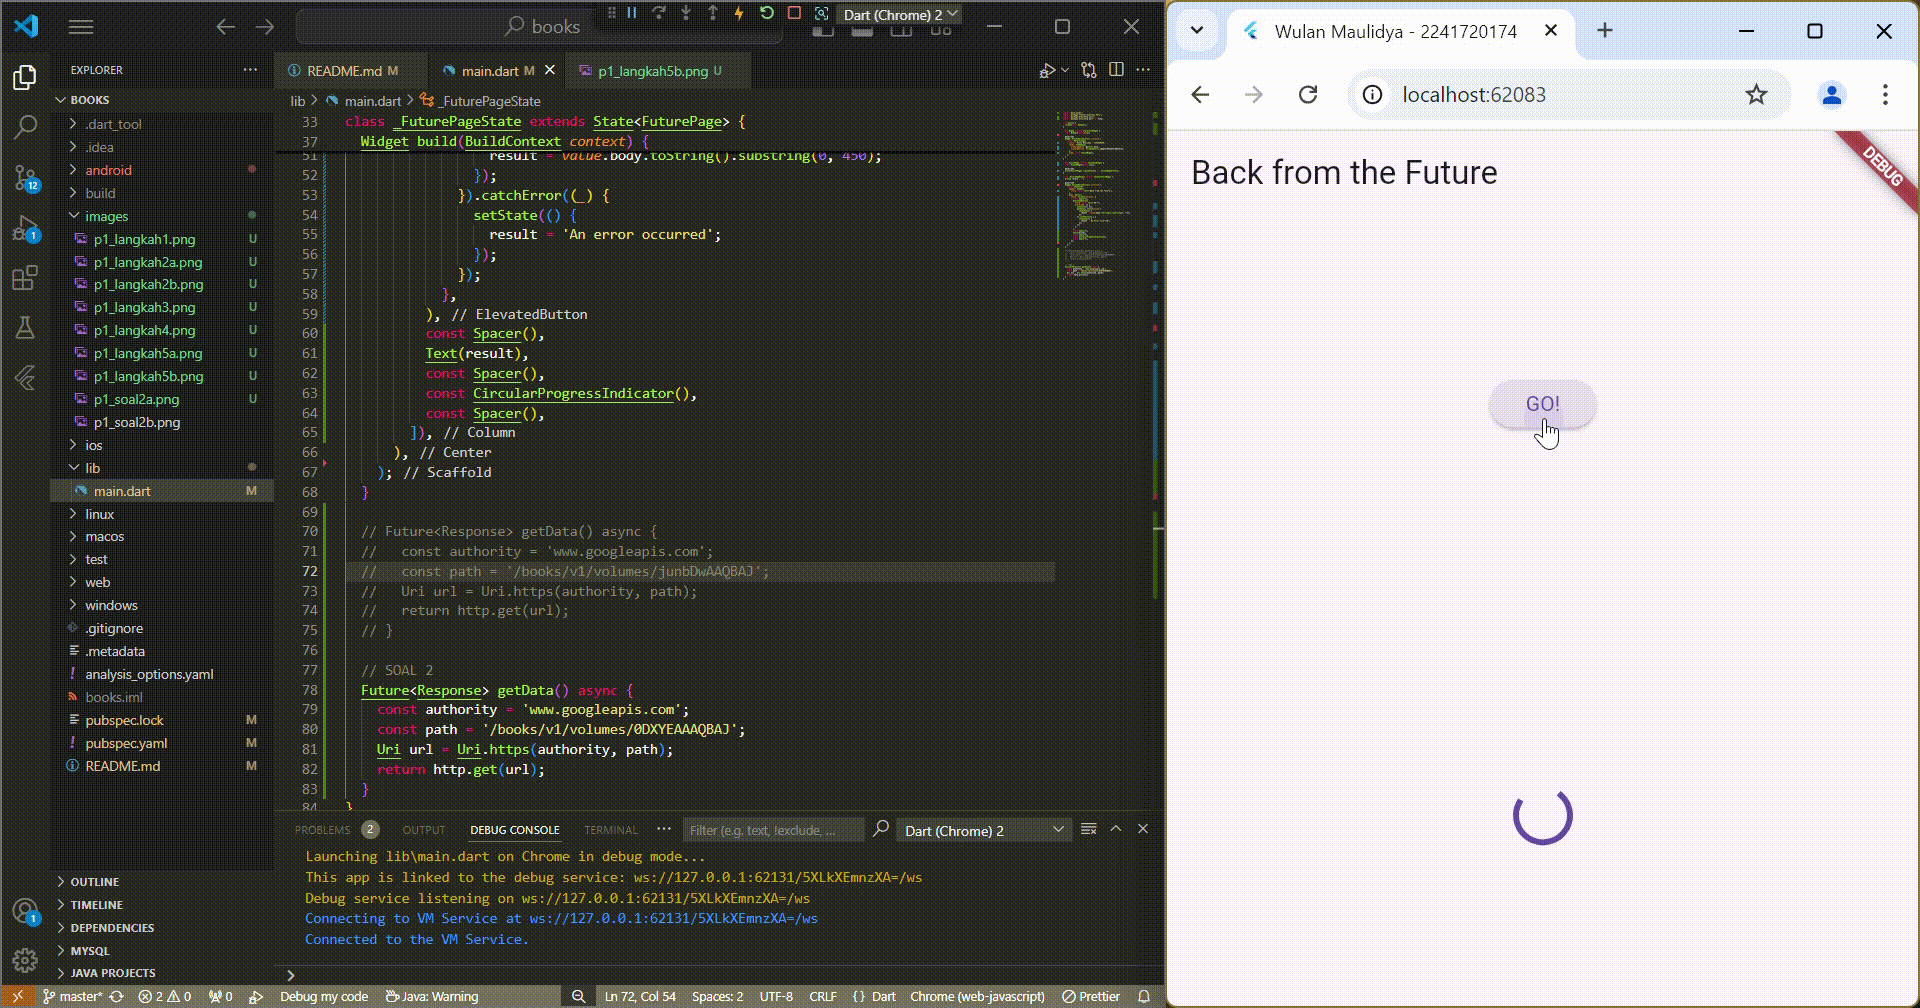 books
Dart (Chrome) 2
EXPLORER
BOOKS
.dart_tool
.idea
android
build
images
p1_langkah1.png U
p1_langkah2a.png U
p1_langkah2b.png U
p1_langkah3.png U
p1_langkah4.png U
p1_langkah5a.png U
p1_langkah5b.png U
p1_soal2a.png U
p1_soal2b.png
ios
lib
main.dart M
linux
macos
test
web
windows
.gitignore
.metadata
analysis_options.yaml
books.iml
pubspec.lock M
pubspec.yaml M
README.md M
OUTLINE
TIMELINE
DEPENDENCIES
MYSQL
JAVA PROJECTS
12
1
1
README.md M
main.dart M
p1_langkah5b.png U
lib > main.dart > _FuturePageState
33 class _FuturePageState extends State<FuturePage> {
37 Widget build(BuildContext context) {
51 result = value.body.toString().substring(0, 450);
52 });
53 }).catchError((_) {
54 setState(() {
55 result = 'An error occurred';
56 });
57 });
58 },
59 ), // ElevatedButton
60 const Spacer(),
61 Text(result),
62 const Spacer(),
63 const CircularProgressIndicator(),
64 const Spacer(),
65 ]), // Column
66 ), // Center
67 ); // Scaffold
68 }
69
70 // Future<Response> getData() async {
71 // const authority = 'www.googleapis.com';
72 // const path = '/books/v1/volumes/junbDwAAQBAJ';
73 // Uri url = Uri.https(authority, path);
74 // return http.get(url);
75 // }
76
77 // SOAL 2
78 Future<Response> getData() async {
79 const authority = 'www.googleapis.com';
80 const path = '/books/v1/volumes/0DXYEAAAQBAJ';
81 Uri url = Uri.https(authority, path);
82 return http.get(url);
83 }
84 }
PROBLEMS 2 OUTPUT DEBUG CONSOLE TERMINAL ··· Filter (e.g. text, !exclude, ... Dart (Chrome) 2
Launching lib\main.dart on Chrome in debug mode...
This app is linked to the debug service: ws://127.0.0.1:62131/5XLkXEmnzXA=/ws
Debug service listening on ws://127.0.0.1:62131/5XLkXEmnzXA=/ws
Connecting to VM Service at ws://127.0.0.1:62131/5XLkXEmnzXA=/ws
Connected to the VM Service.
>
master* 2 0 0 Debug my code Java: Warning Ln 72, Col 54 Spaces: 2 UTF-8 CRLF {} Dart Chrome (web-javascript) Prettier
Wulan Maulidya - 2241720174
localhost:62083
Back from the Future
DEBUG
GO!